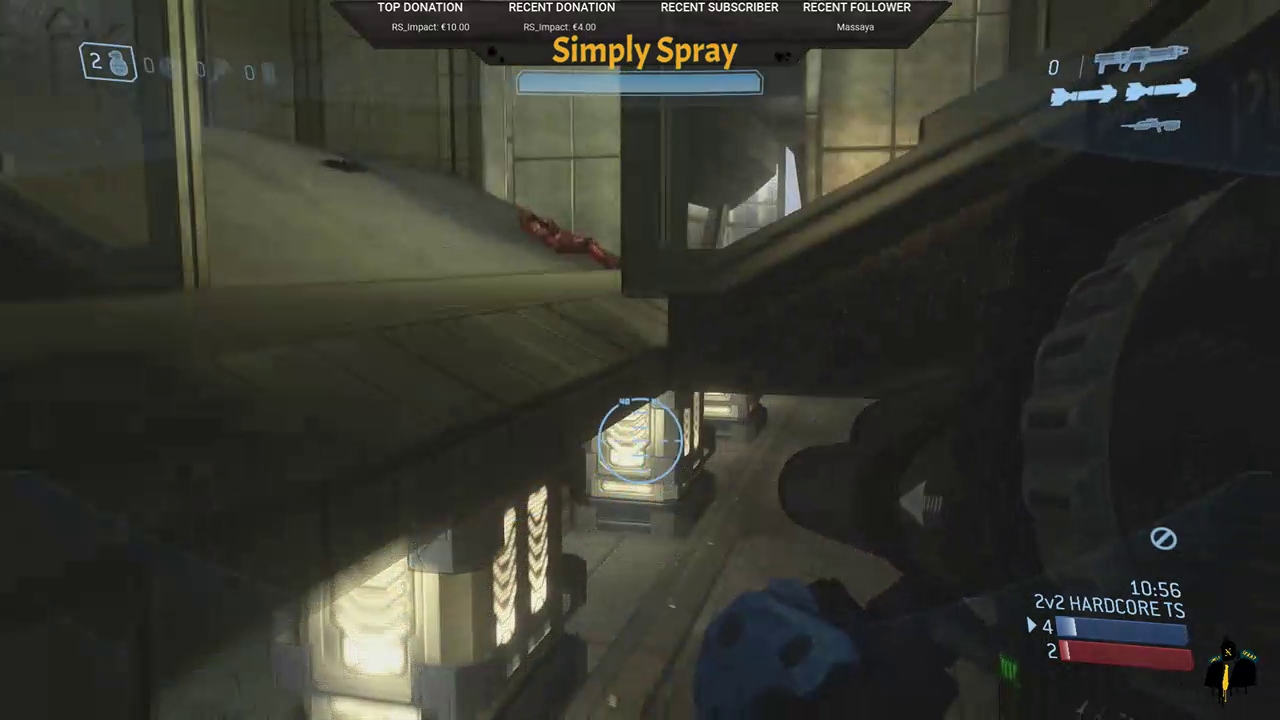 TOP DONATION RECENT DONATION RECENT SUBSCRIBER RECENT FOLLOWER
RS_Impact: €10.00 RS_Impact: €4.00 Massaya
Simply Spray
2 0 0 0
0
10:56
2v2 HARDCORE TS
4
2